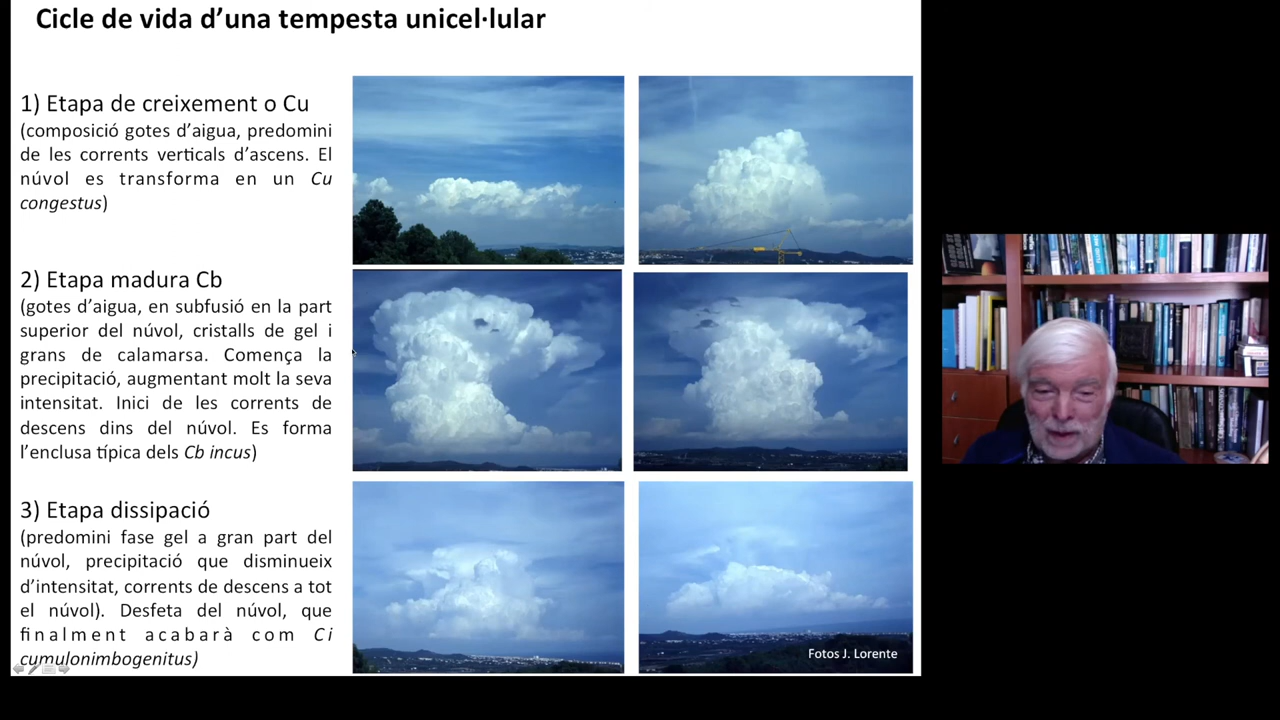 Cicle de vida d’una tempesta unicel·lular
1) Etapa de creixement o Cu
(composició gotes d’aigua, predomini
de les corrents verticals d’ascens. El
núvol es transforma en un Cu
congestus)
2) Etapa madura Cb
(gotes d’aigua, en subfusió en la part
superior del núvol, cristalls de gel i
grans de calamarsa. Comença la
precipitació, augmentant molt la seva
intensitat. Inici de les corrents de
descens dins del núvol. Es forma
l’enclusa típica dels Cb incus)
3) Etapa dissipació
(predomini fase gel a gran part del
núvol, precipitació que disminueix
d’intensitat, corrents de descens a tot
el núvol). Desfeta del núvol, que
finalment acabarà com Ci
cumulonimbogenitus)
Fotos J. Lorente